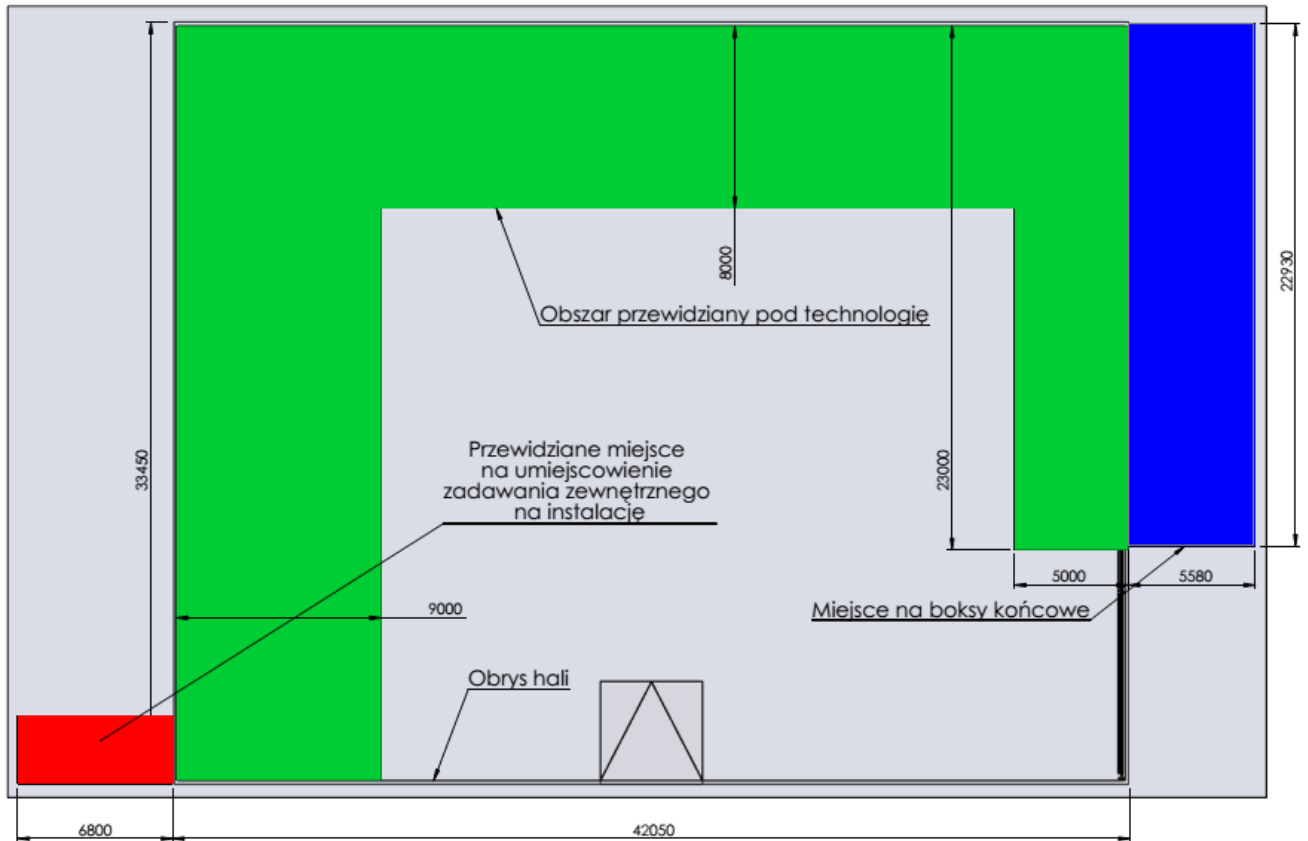 8000
22930
Obszar przewidziany pod technologię
33450
Przewidziane miejsce
na umiejscowienie
zadawania zewnętrznego
na instalację
23000
5000
5580
9000
Miejsce na boksy końcowe
Obrys hali
6800
42050